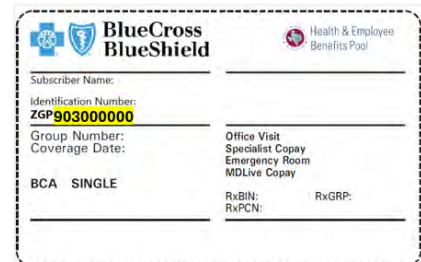 BlueCross
BlueShield
Health & Employee
Benefits Pool
Subscriber Name:
Identification Number:
ZGP903000000
Group Number:
Coverage Date:
BCA SINGLE
Office Visit
Specialist Copay
Emergency Room
MDLive Copay
RxBIN: RxGRP:
RxPCN: